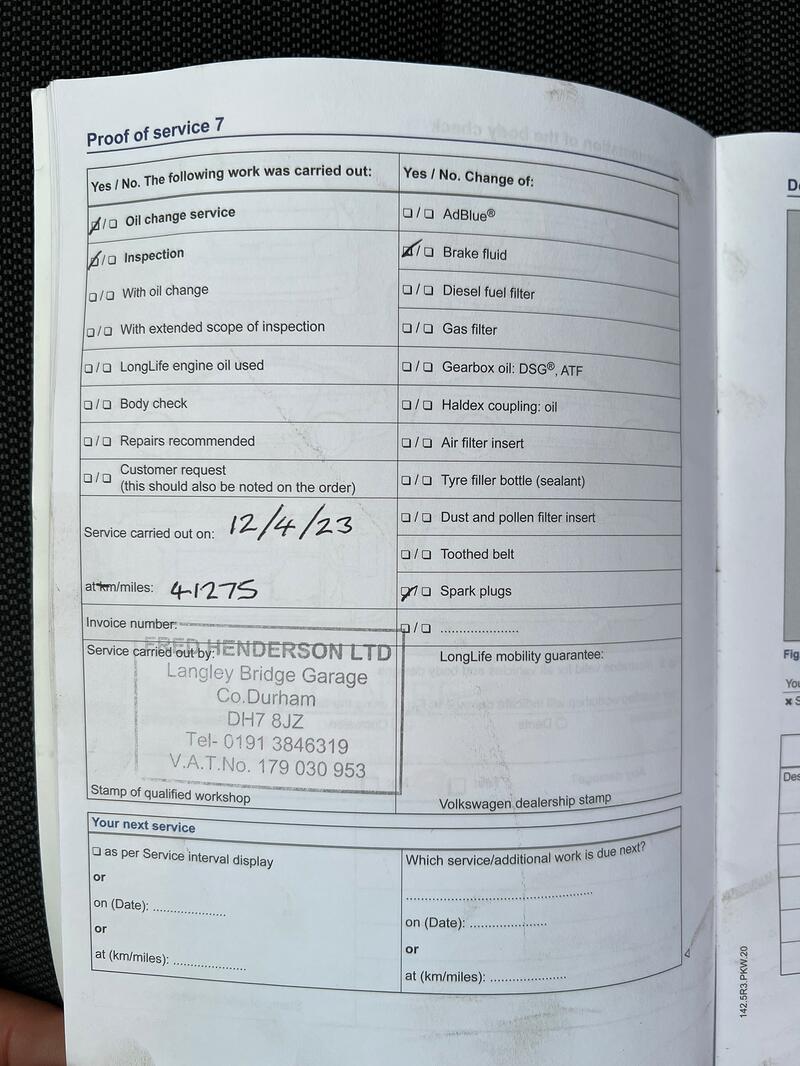 Proof of service 7
Yes / No. The following work was carried out:
☑/☐ Oil change service
☑/☐ Inspection
☐/☐ With oil change
☐/☐ With extended scope of inspection
☐/☐ LongLife engine oil used
☐/☐ Body check
☐/☐ Repairs recommended
☐/☐ Customer request
(this should also be noted on the order)
Service carried out on: 12/4/23
at km/miles: 41275
Invoice number:
Service carried out by:
FRED HENDERSON LTD
Langley Bridge Garage
Co.Durham
DH7 8JZ
Tel- 0191 3846319
V.A.T.No. 179 030 953
Stamp of qualified workshop
Yes / No. Change of:
☐/☐ AdBlue®
☑/☐ Brake fluid
☐/☐ Diesel fuel filter
☐/☐ Gas filter
☐/☐ Gearbox oil: DSG®, ATF
☐/☐ Haldex coupling: oil
☐/☐ Air filter insert
☐/☐ Tyre filler bottle (sealant)
☐/☐ Dust and pollen filter insert
☐/☐ Toothed belt
☑/☐ Spark plugs
☐/☐ .....................
LongLife mobility guarantee:
Volkswagen dealership stamp
Your next service
☐ as per Service interval display
or
on (Date): ....................
or
at (km/miles): ....................
Which service/additional work is due next?
.....................................................
on (Date): .....................
or
at (km/miles): .....................
142.5R3.PKW.20
Fig
You
Des